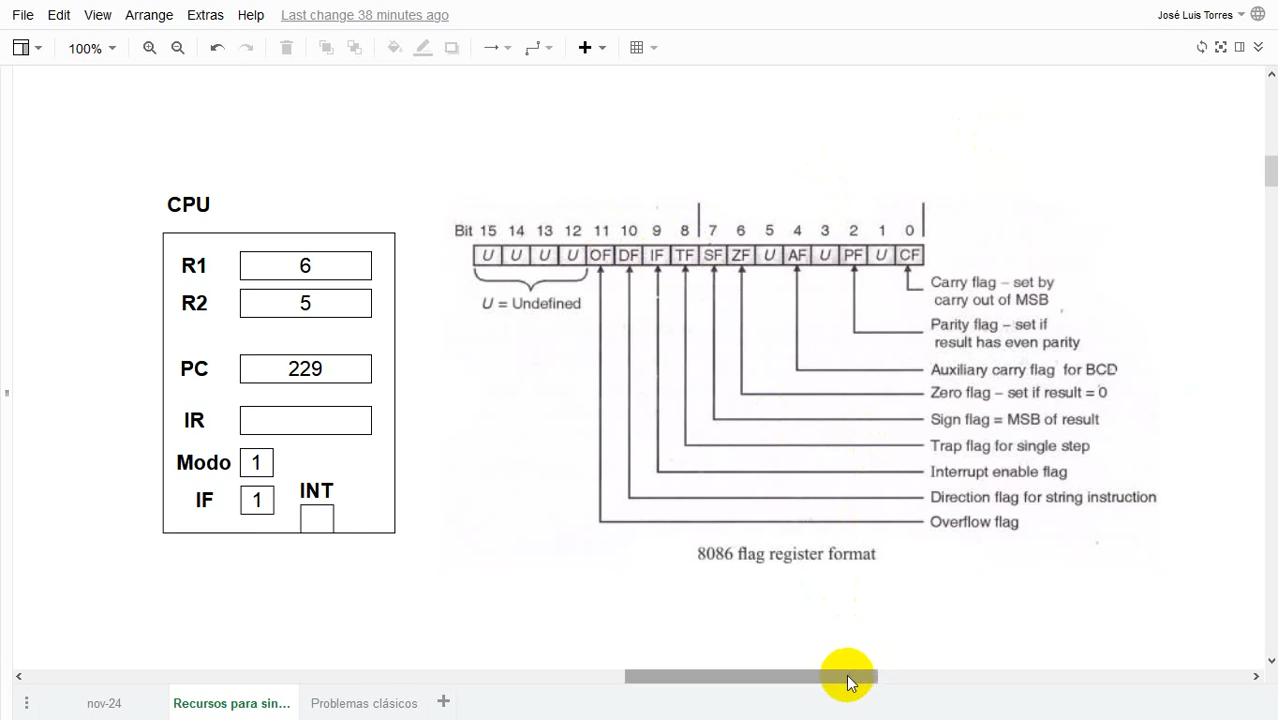 File Edit View Arrange Extras Help Last change 38 minutes ago José Luis Torres
100%
CPU
R1 6
R2 5
PC 229
IR
Modo 1
IF 1
INT
Bit 15 14 13 12 11 10 9 8 7 6 5 4 3 2 1 0
U U U U OF DF IF TF SF ZF U AF U PF U CF
U = Undefined
Carry flag – set by
carry out of MSB
Parity flag – set if
result has even parity
Auxiliary carry flag for BCD
Zero flag – set if result = 0
Sign flag = MSB of result
Trap flag for single step
Interrupt enable flag
Direction flag for string instruction
Overflow flag
8086 flag register format
nov-24 Recursos para sin... Problemas clásicos